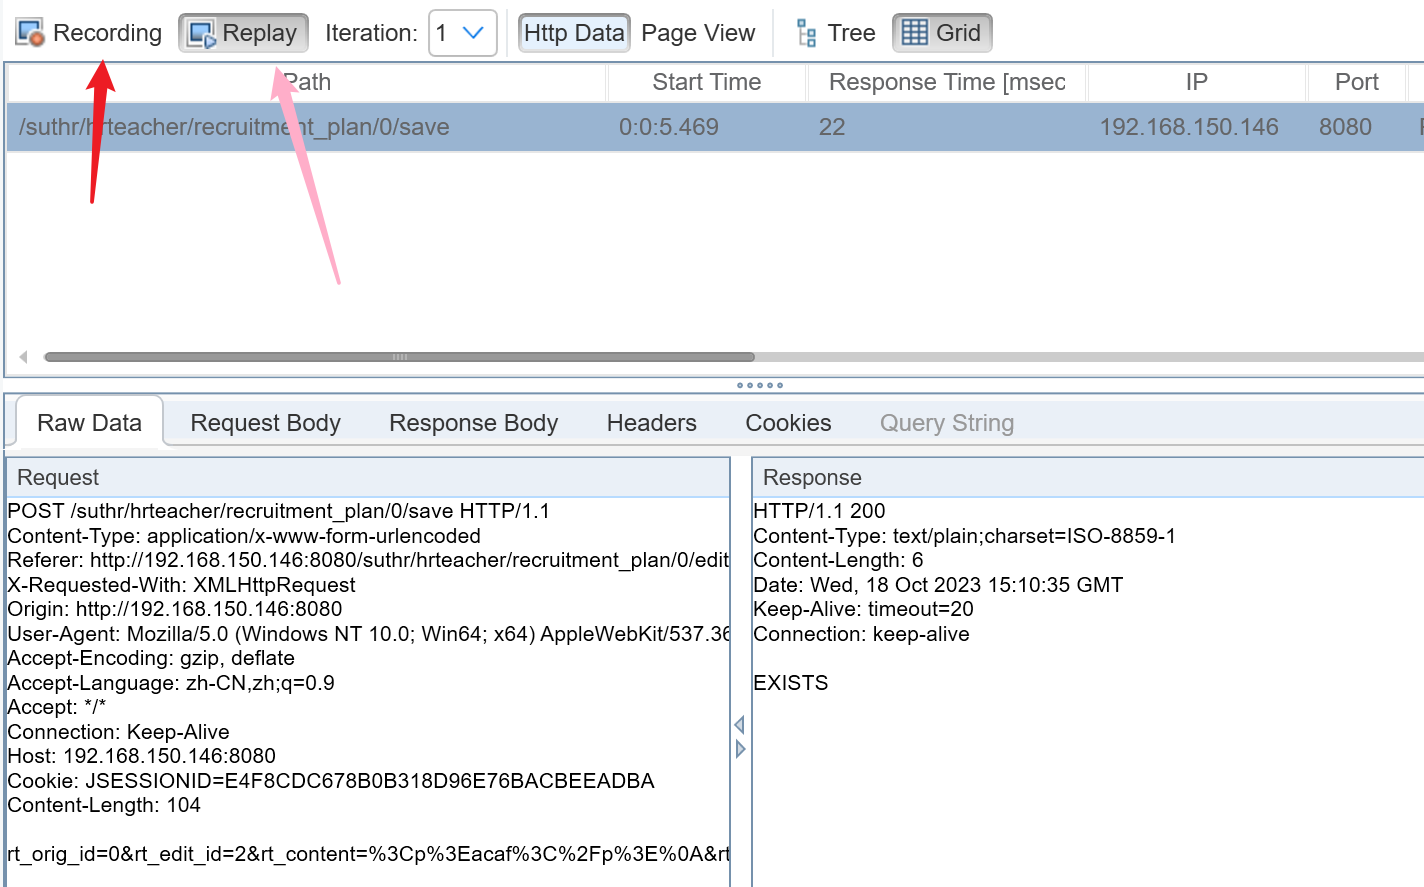 Recording Replay Iteration: 1 Http Data Page View Tree Grid
Path Start Time Response Time [msec IP Port
/suthr/hrteacher/recruitment_plan/0/save 0:0:5.469 22 192.168.150.146 8080
Raw Data Request Body Response Body Headers Cookies Query String
Request
POST /suthr/hrteacher/recruitment_plan/0/save HTTP/1.1
Content-Type: application/x-www-form-urlencoded
Referer: http://192.168.150.146:8080/suthr/hrteacher/recruitment_plan/0/edit
X-Requested-With: XMLHttpRequest
Origin: http://192.168.150.146:8080
User-Agent: Mozilla/5.0 (Windows NT 10.0; Win64; x64) AppleWebKit/537.36
Accept-Encoding: gzip, deflate
Accept-Language: zh-CN,zh;q=0.9
Accept: */*
Connection: Keep-Alive
Host: 192.168.150.146:8080
Cookie: JSESSIONID=E4F8CDC678B0B318D96E76BACBEEADBA
Content-Length: 104
rt_orig_id=0&rt_edit_id=2&rt_content=%3Cp%3Eacaf%3C%2Fp%3E%0A&rt
Response
HTTP/1.1 200
Content-Type: text/plain;charset=ISO-8859-1
Content-Length: 6
Date: Wed, 18 Oct 2023 15:10:35 GMT
Keep-Alive: timeout=20
Connection: keep-alive
EXISTS